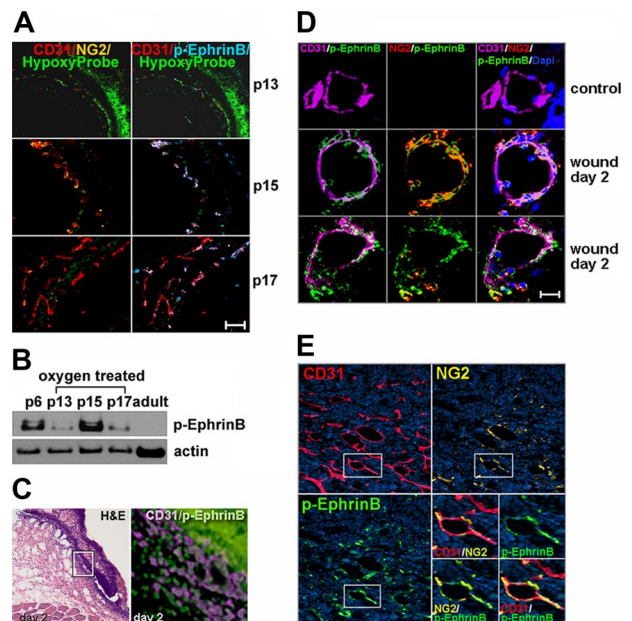 A
CD31/NG2/ CD31/p-EphrinB/
HypoxyProbe HypoxyProbe
p13
p15
p17
B
oxygen treated
p6 p13 p15 p17 adult
p-EphrinB
actin
C
H&E CD31/p-EphrinB
day 2 day 2
D
CD31/p-EphrinB NG2/p-EphrinB CD31/NG2/
p-EphrinB/Dapi
control
wound
day 2
wound
day 2
E
CD31 NG2
p-EphrinB
CD31/NG2 p-EphrinB
NG2/ CD31/
p-EphrinB p-EphrinB